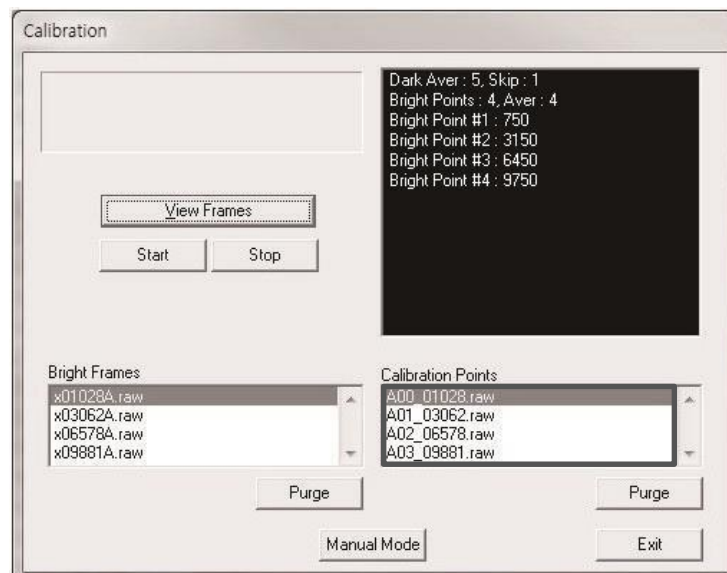 Calibration
Dark Aver : 5, Skip : 1
Bright Points : 4, Aver : 4
Bright Point #1 : 750
Bright Point #2 : 3150
Bright Point #3 : 6450
Bright Point #4 : 9750
View Frames
Start
Stop
Bright Frames
x01028A.raw
x03062A.raw
x06578A.raw
x09881A.raw
Purge
Calibration Points
A00_01028.raw
A01_03062.raw
A02_06578.raw
A03_09881.raw
Purge
Manual Mode
Exit